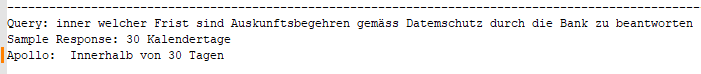 Query: inner welcher Frist sind Auskunftsbegehren gemäss Datemschutz durch die Bank zu beantworten
Sample Response: 30 Kalendertage
Apollo:  Innerhalb von 30 Tagen